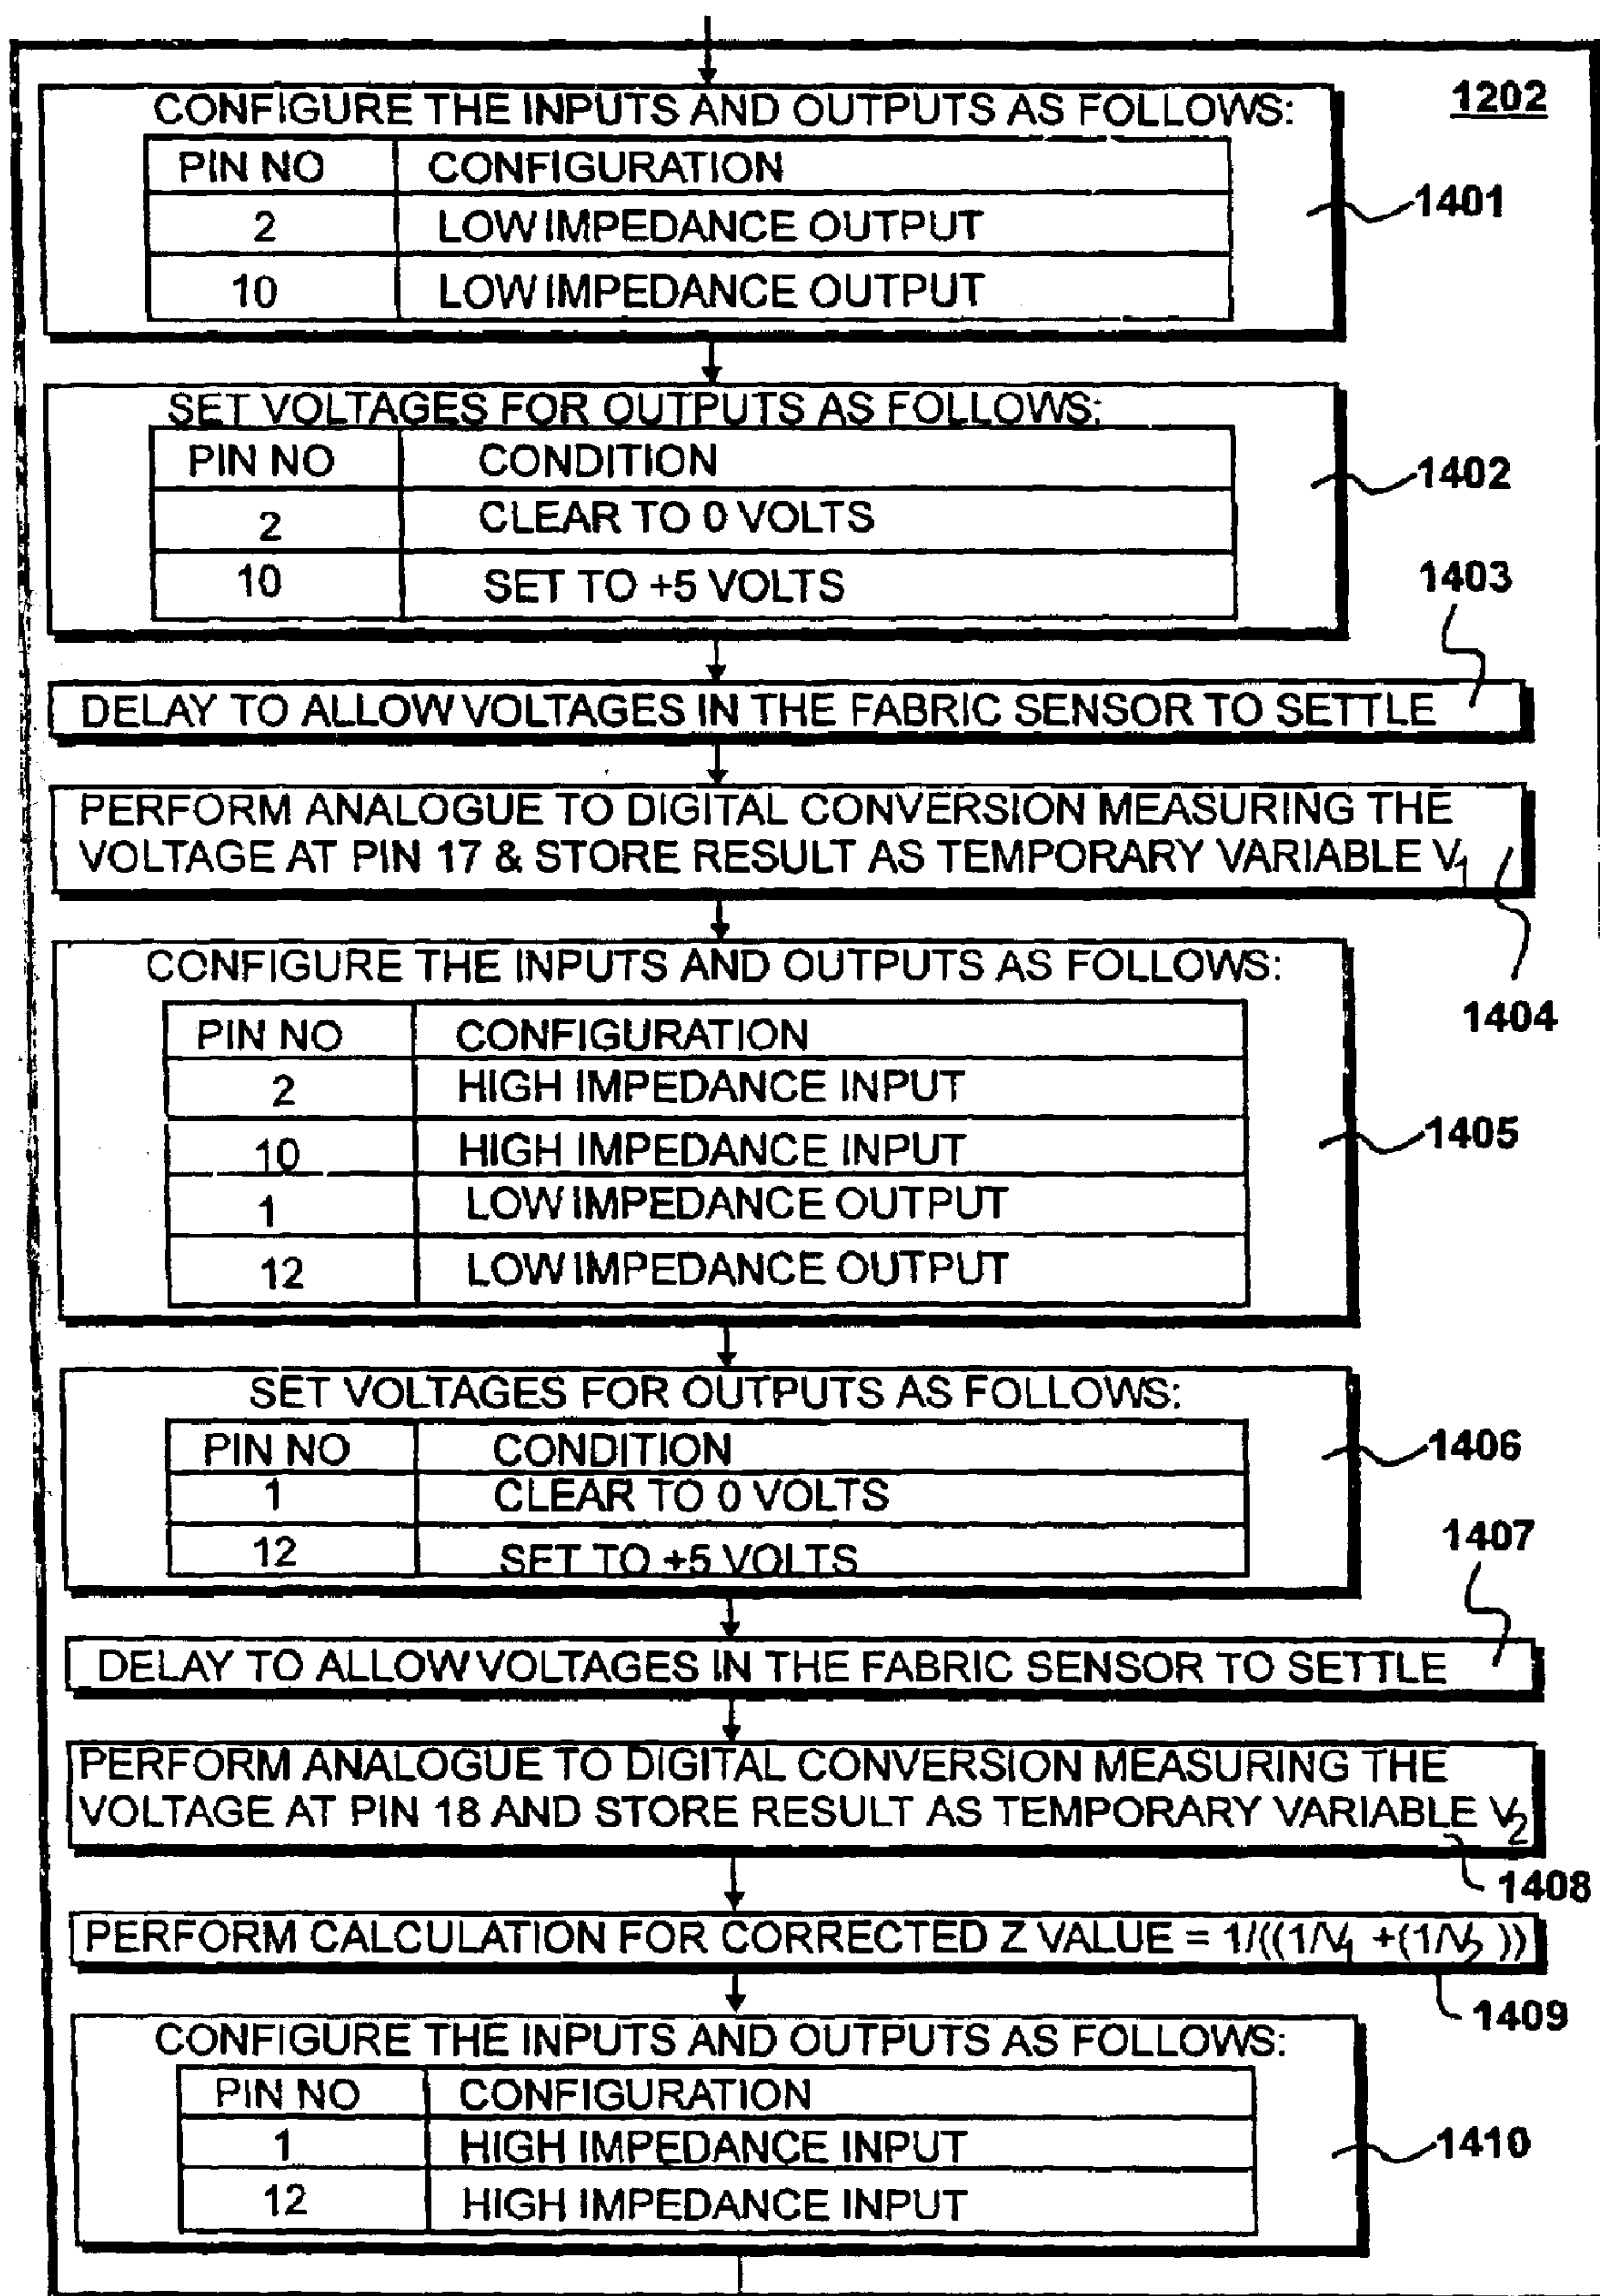 1202
CONFIGURE THE INPUTS AND OUTPUTS AS FOLLOWS:
PIN NO CONFIGURATION
2 LOW IMPEDANCE OUTPUT
10 LOW IMPEDANCE OUTPUT
1401
SET VOLTAGES FOR OUTPUTS AS FOLLOWS:
PIN NO CONDITION
2 CLEAR TO 0 VOLTS
10 SET TO +5 VOLTS
1402
1403
DELAY TO ALLOW VOLTAGES IN THE FABRIC SENSOR TO SETTLE
PERFORM ANALOGUE TO DIGITAL CONVERSION MEASURING THE
VOLTAGE AT PIN 17 & STORE RESULT AS TEMPORARY VARIABLE V1
1404
CONFIGURE THE INPUTS AND OUTPUTS AS FOLLOWS:
PIN NO CONFIGURATION
2 HIGH IMPEDANCE INPUT
10 HIGH IMPEDANCE INPUT
1 LOW IMPEDANCE OUTPUT
12 LOW IMPEDANCE OUTPUT
1405
SET VOLTAGES FOR OUTPUTS AS FOLLOWS:
PIN NO CONDITION
1 CLEAR TO 0 VOLTS
12 SET TO +5 VOLTS
1406
1407
DELAY TO ALLOW VOLTAGES IN THE FABRIC SENSOR TO SETTLE
PERFORM ANALOGUE TO DIGITAL CONVERSION MEASURING THE
VOLTAGE AT PIN 18 AND STORE RESULT AS TEMPORARY VARIABLE V2
1408
PERFORM CALCULATION FOR CORRECTED Z VALUE = 1/((1/V1 +(1/V2 ))
1409
CONFIGURE THE INPUTS AND OUTPUTS AS FOLLOWS:
PIN NO CONFIGURATION
1 HIGH IMPEDANCE INPUT
12 HIGH IMPEDANCE INPUT
1410